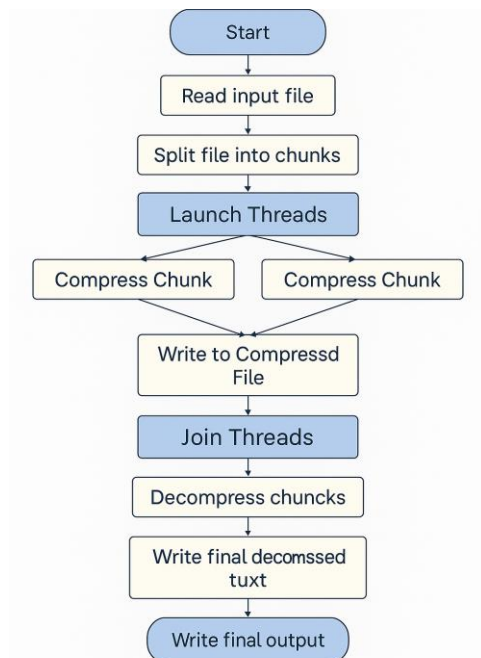 Start
Read input file
Split file into chunks
Launch Threads
Compress Chunk
Compress Chunk
Write to Compressd
File
Join Threads
Decompress chuncks
Write final decomssed
tuxt
Write final output